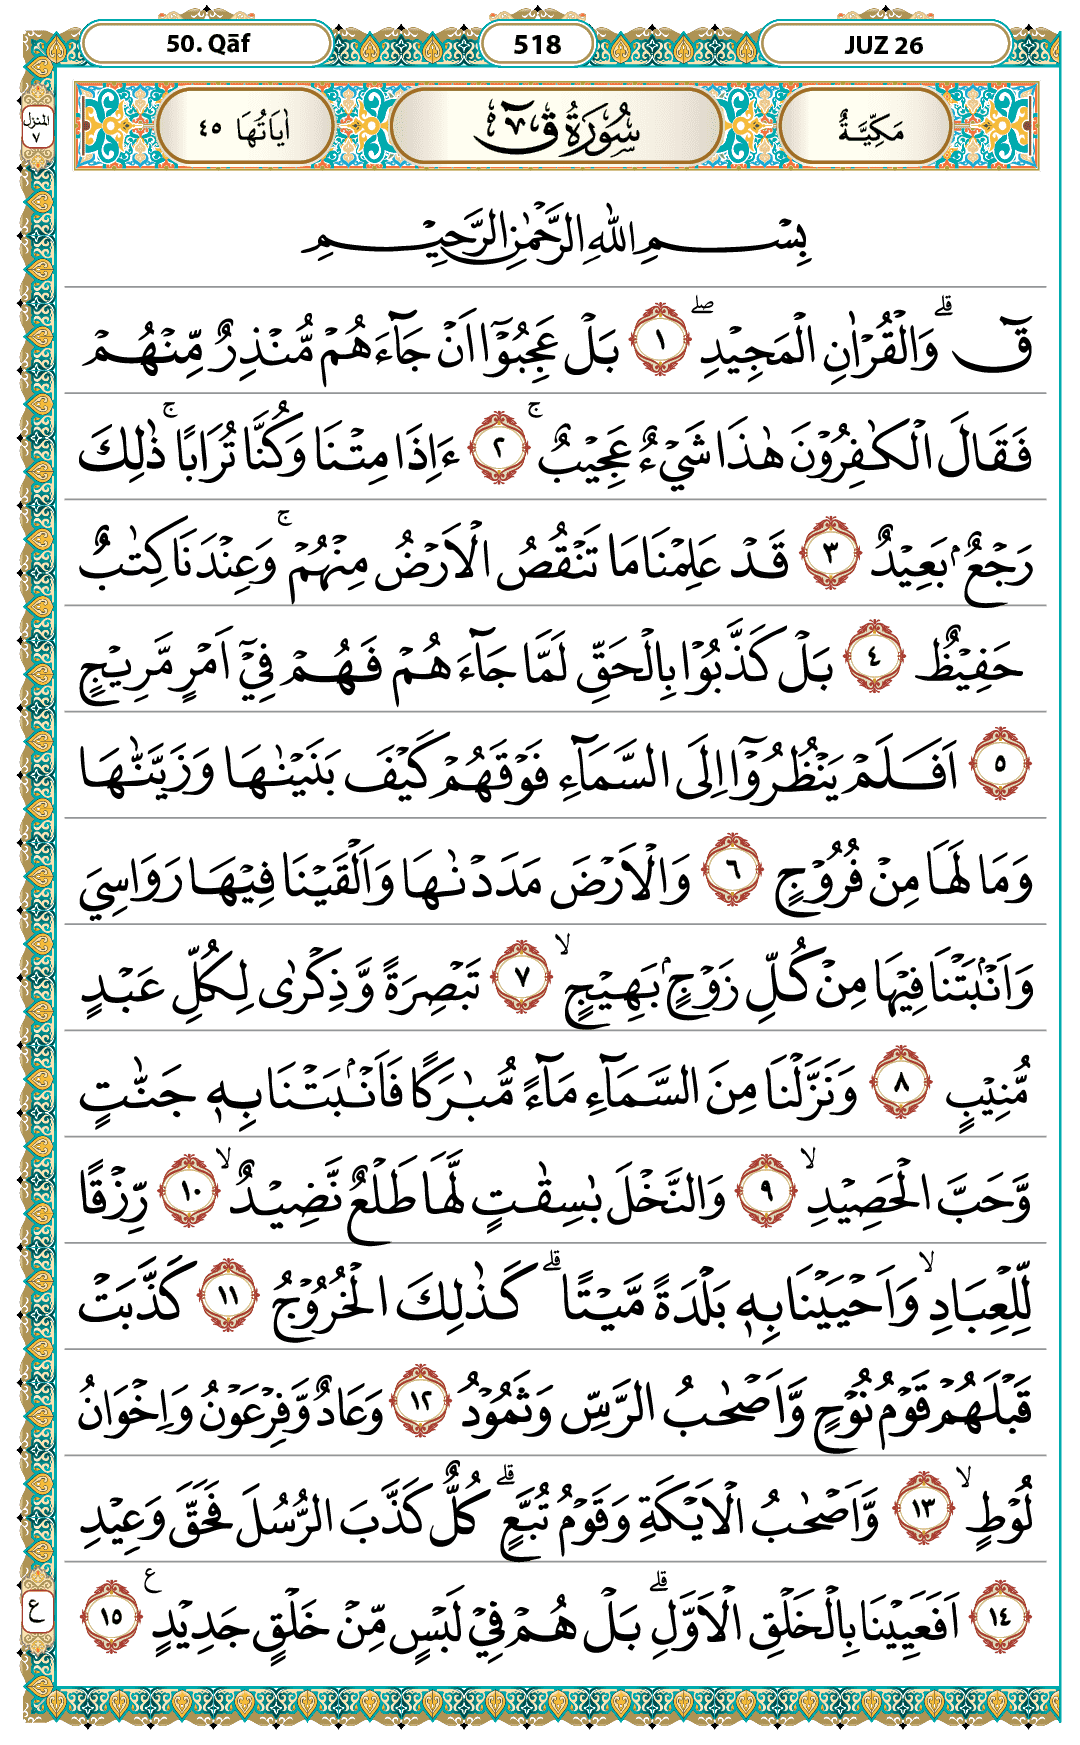 50. Qāf
518
JUZ 26
اٰيَاتُهَا ٤٥
سُوْرَةُ قٓ
مَكِّيَّةٌ
المنزل ٧
بِسْمِ اللّٰهِ الرَّحْمٰنِ الرَّحِيْمِ
قٓ ۗ وَالْقُرْاٰنِ الْمَجِيْدِ ۖ ١ بَلْ عَجِبُوْٓا اَنْ جَآءَهُمْ مُّنْذِرٌ مِّنْهُمْ
فَقَالَ الْكٰفِرُوْنَ هٰذَا شَيْءٌ عَجِيْبٌ ۚ ٢ ءَاِذَا مِتْنَا وَكُنَّا تُرَابًا ۚ ذٰلِكَ
رَجْعٌۢ بَعِيْدٌ ٣ قَدْ عَلِمْنَا مَا تَنْقُصُ الْاَرْضُ مِنْهُمْ ۚ وَعِنْدَنَا كِتٰبٌ
حَفِيْظٌ ٤ بَلْ كَذَّبُوْا بِالْحَقِّ لَمَّا جَآءَهُمْ فَهُمْ فِيْٓ اَمْرٍ مَّرِيْجٍ
٥ اَفَلَمْ يَنْظُرُوْٓا اِلَى السَّمَآءِ فَوْقَهُمْ كَيْفَ بَنَيْنٰهَا وَزَيَّنّٰهَا
وَمَا لَهَا مِنْ فُرُوْجٍ ٦ وَالْاَرْضَ مَدَدْنٰهَا وَاَلْقَيْنَا فِيْهَا رَوَاسِيَ
وَاَنْۢبَتْنَا فِيْهَا مِنْ كُلِّ زَوْجٍۢ بَهِيْجٍ ۙ ٧ تَبْصِرَةً وَّذِكْرٰى لِكُلِّ عَبْدٍ
مُّنِيْبٍ ٨ وَنَزَّلْنَا مِنَ السَّمَآءِ مَآءً مُّبٰرَكًا فَاَنْۢبَتْنَا بِهٖ جَنّٰتٍ
وَّحَبَّ الْحَصِيْدِ ۙ ٩ وَالنَّخْلَ بٰسِقٰتٍ لَّهَا طَلْعٌ نَّضِيْدٌ ۙ ١٠ رِّزْقًا
لِّلْعِبَادِ ۙ وَاَحْيَيْنَا بِهٖ بَلْدَةً مَّيْتًا ۗ كَذٰلِكَ الْخُرُوْجُ ١١ كَذَّبَتْ
قَبْلَهُمْ قَوْمُ نُوْحٍ وَّاَصْحٰبُ الرَّسِّ وَثَمُوْدُ ١٢ وَعَادٌ وَّفِرْعَوْنُ وَاِخْوَانُ
لُوْطٍ ۙ ١٣ وَّاَصْحٰبُ الْاَيْكَةِ وَقَوْمُ تُبَّعٍ ۗ كُلٌّ كَذَّبَ الرُّسُلَ فَحَقَّ وَعِيْدِ
١٤ اَفَعَيِيْنَا بِالْخَلْقِ الْاَوَّلِ ۗ بَلْ هُمْ فِيْ لَبْسٍ مِّنْ خَلْقٍ جَدِيْدٍ ع ١٥
ع